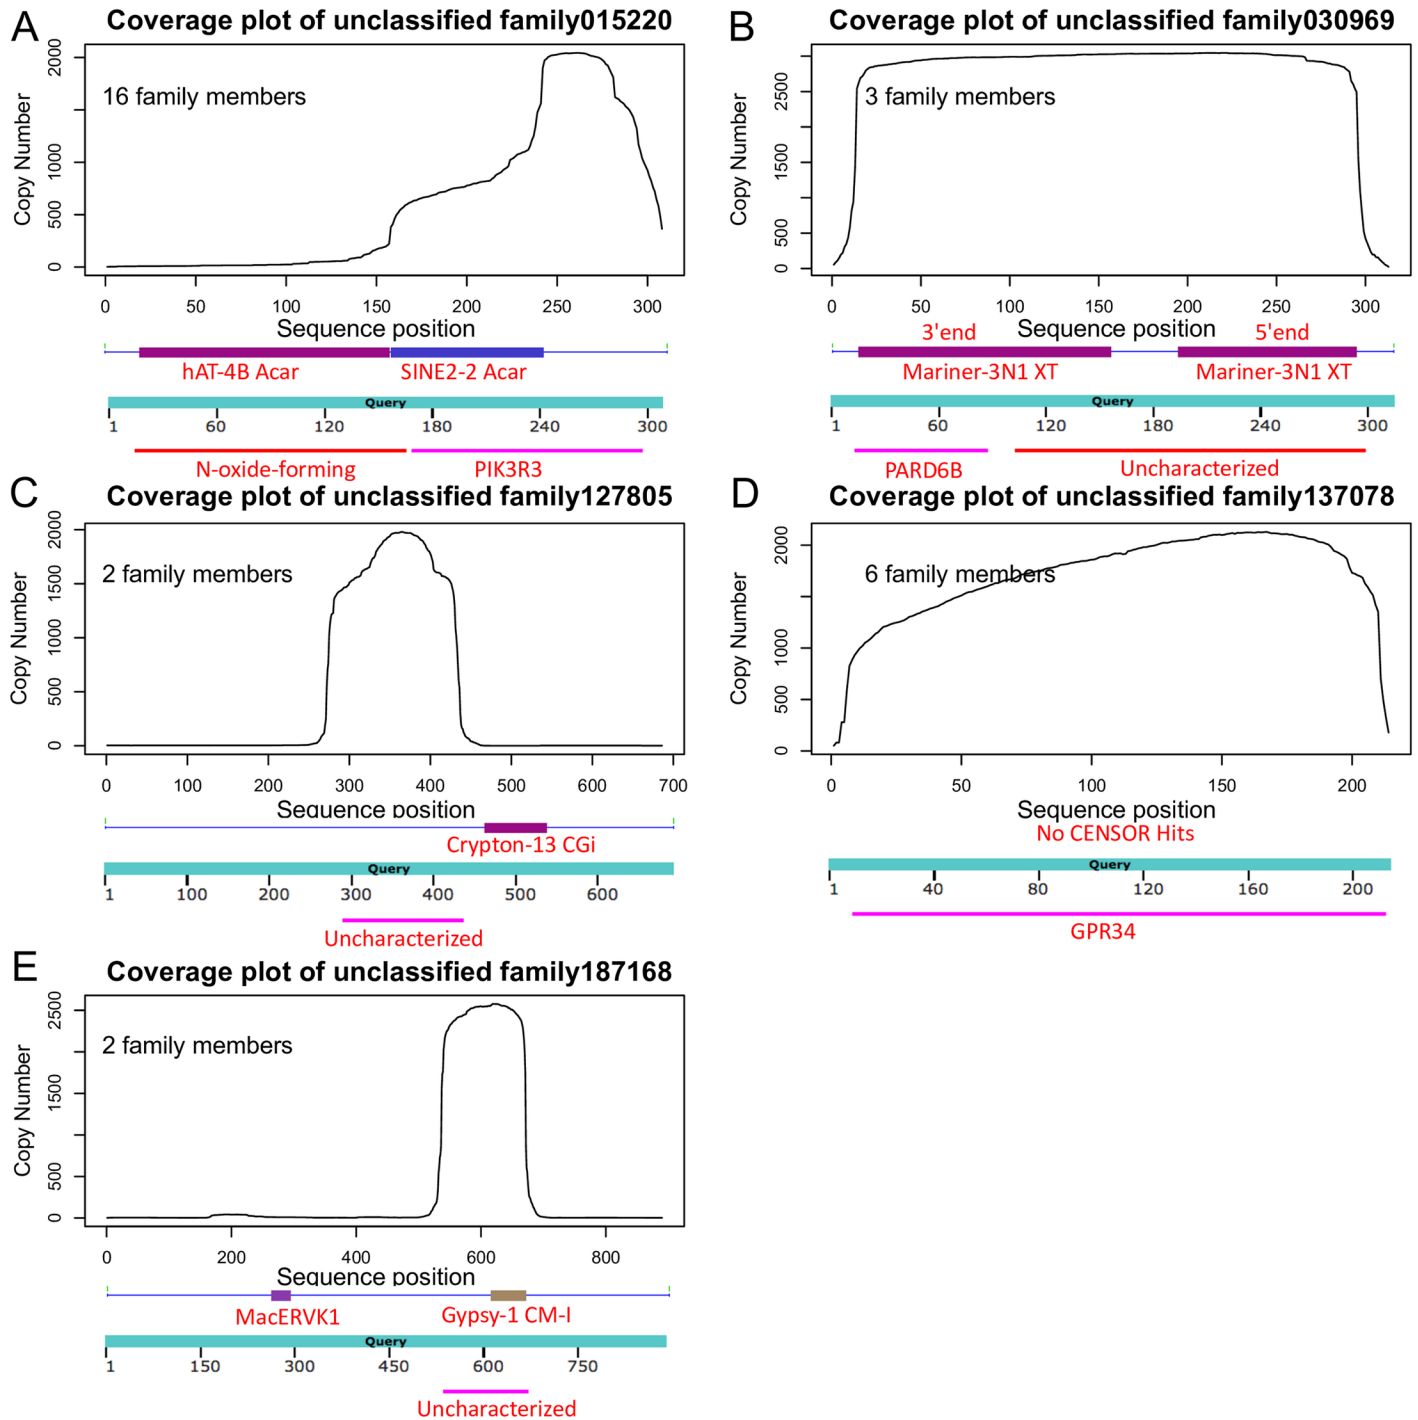 A
Coverage plot of unclassified family015220
16 family members
Copy Number
0 500 1000 2000
0 50 100 150 200 250 300
Sequence position
hAT-4B Acar SINE2-2 Acar
Query
1 60 120 180 240 300
N-oxide-forming PIK3R3
B
Coverage plot of unclassified family030969
3 family members
Copy Number
0 500 1500 2500
0 50 100 150 200 250 300
Sequence position
3'end 5'end
Mariner-3N1 XT Mariner-3N1 XT
Query
1 60 120 180 240 300
PARD6B Uncharacterized
C
Coverage plot of unclassified family127805
2 family members
Copy Number
0 500 1000 1500 2000
0 100 200 300 400 500 600 700
Sequence position
Crypton-13 CGi
Query
1 100 200 300 400 500 600
Uncharacterized
D
Coverage plot of unclassified family137078
6 family members
Copy Number
0 500 1000 2000
0 50 100 150 200
Sequence position
No CENSOR Hits
Query
1 40 80 120 160 200
GPR34
E
Coverage plot of unclassified family187168
2 family members
Copy Number
0 500 1500 2500
0 200 400 600 800
Sequence position
MacERVK1 Gypsy-1 CM-I
Query
1 150 300 450 600 750
Uncharacterized